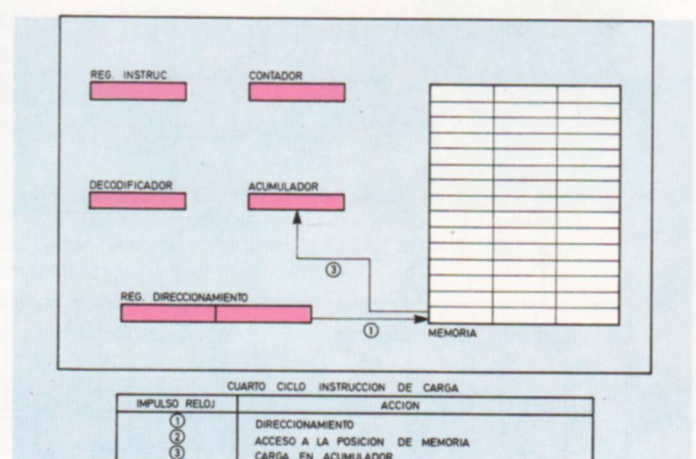 REG. INSTRUC. CONTADOR
DECODIFICADOR ACUMULADOR
③
REG. DIRECCIONAMIENTO
①
MEMORIA
CUARTO CICLO INSTRUCCION DE CARGA
IMPULSO RELOJ ACCION
① DIRECCIONAMIENTO
② ACCESO A LA POSICION DE MEMORIA
③ CARGA EN ACUMULADOR